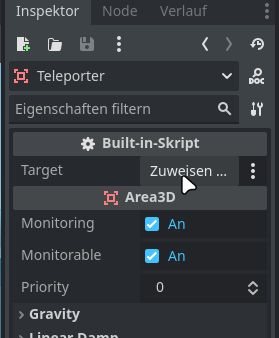 Inspektor Node Verlauf
Teleporter
DOC
Eigenschaften filtern
Built-in-Skript
Target Zuweisen ...
Area3D
Monitoring An
Monitorable An
Priority 0
Gravity
Linear Damp